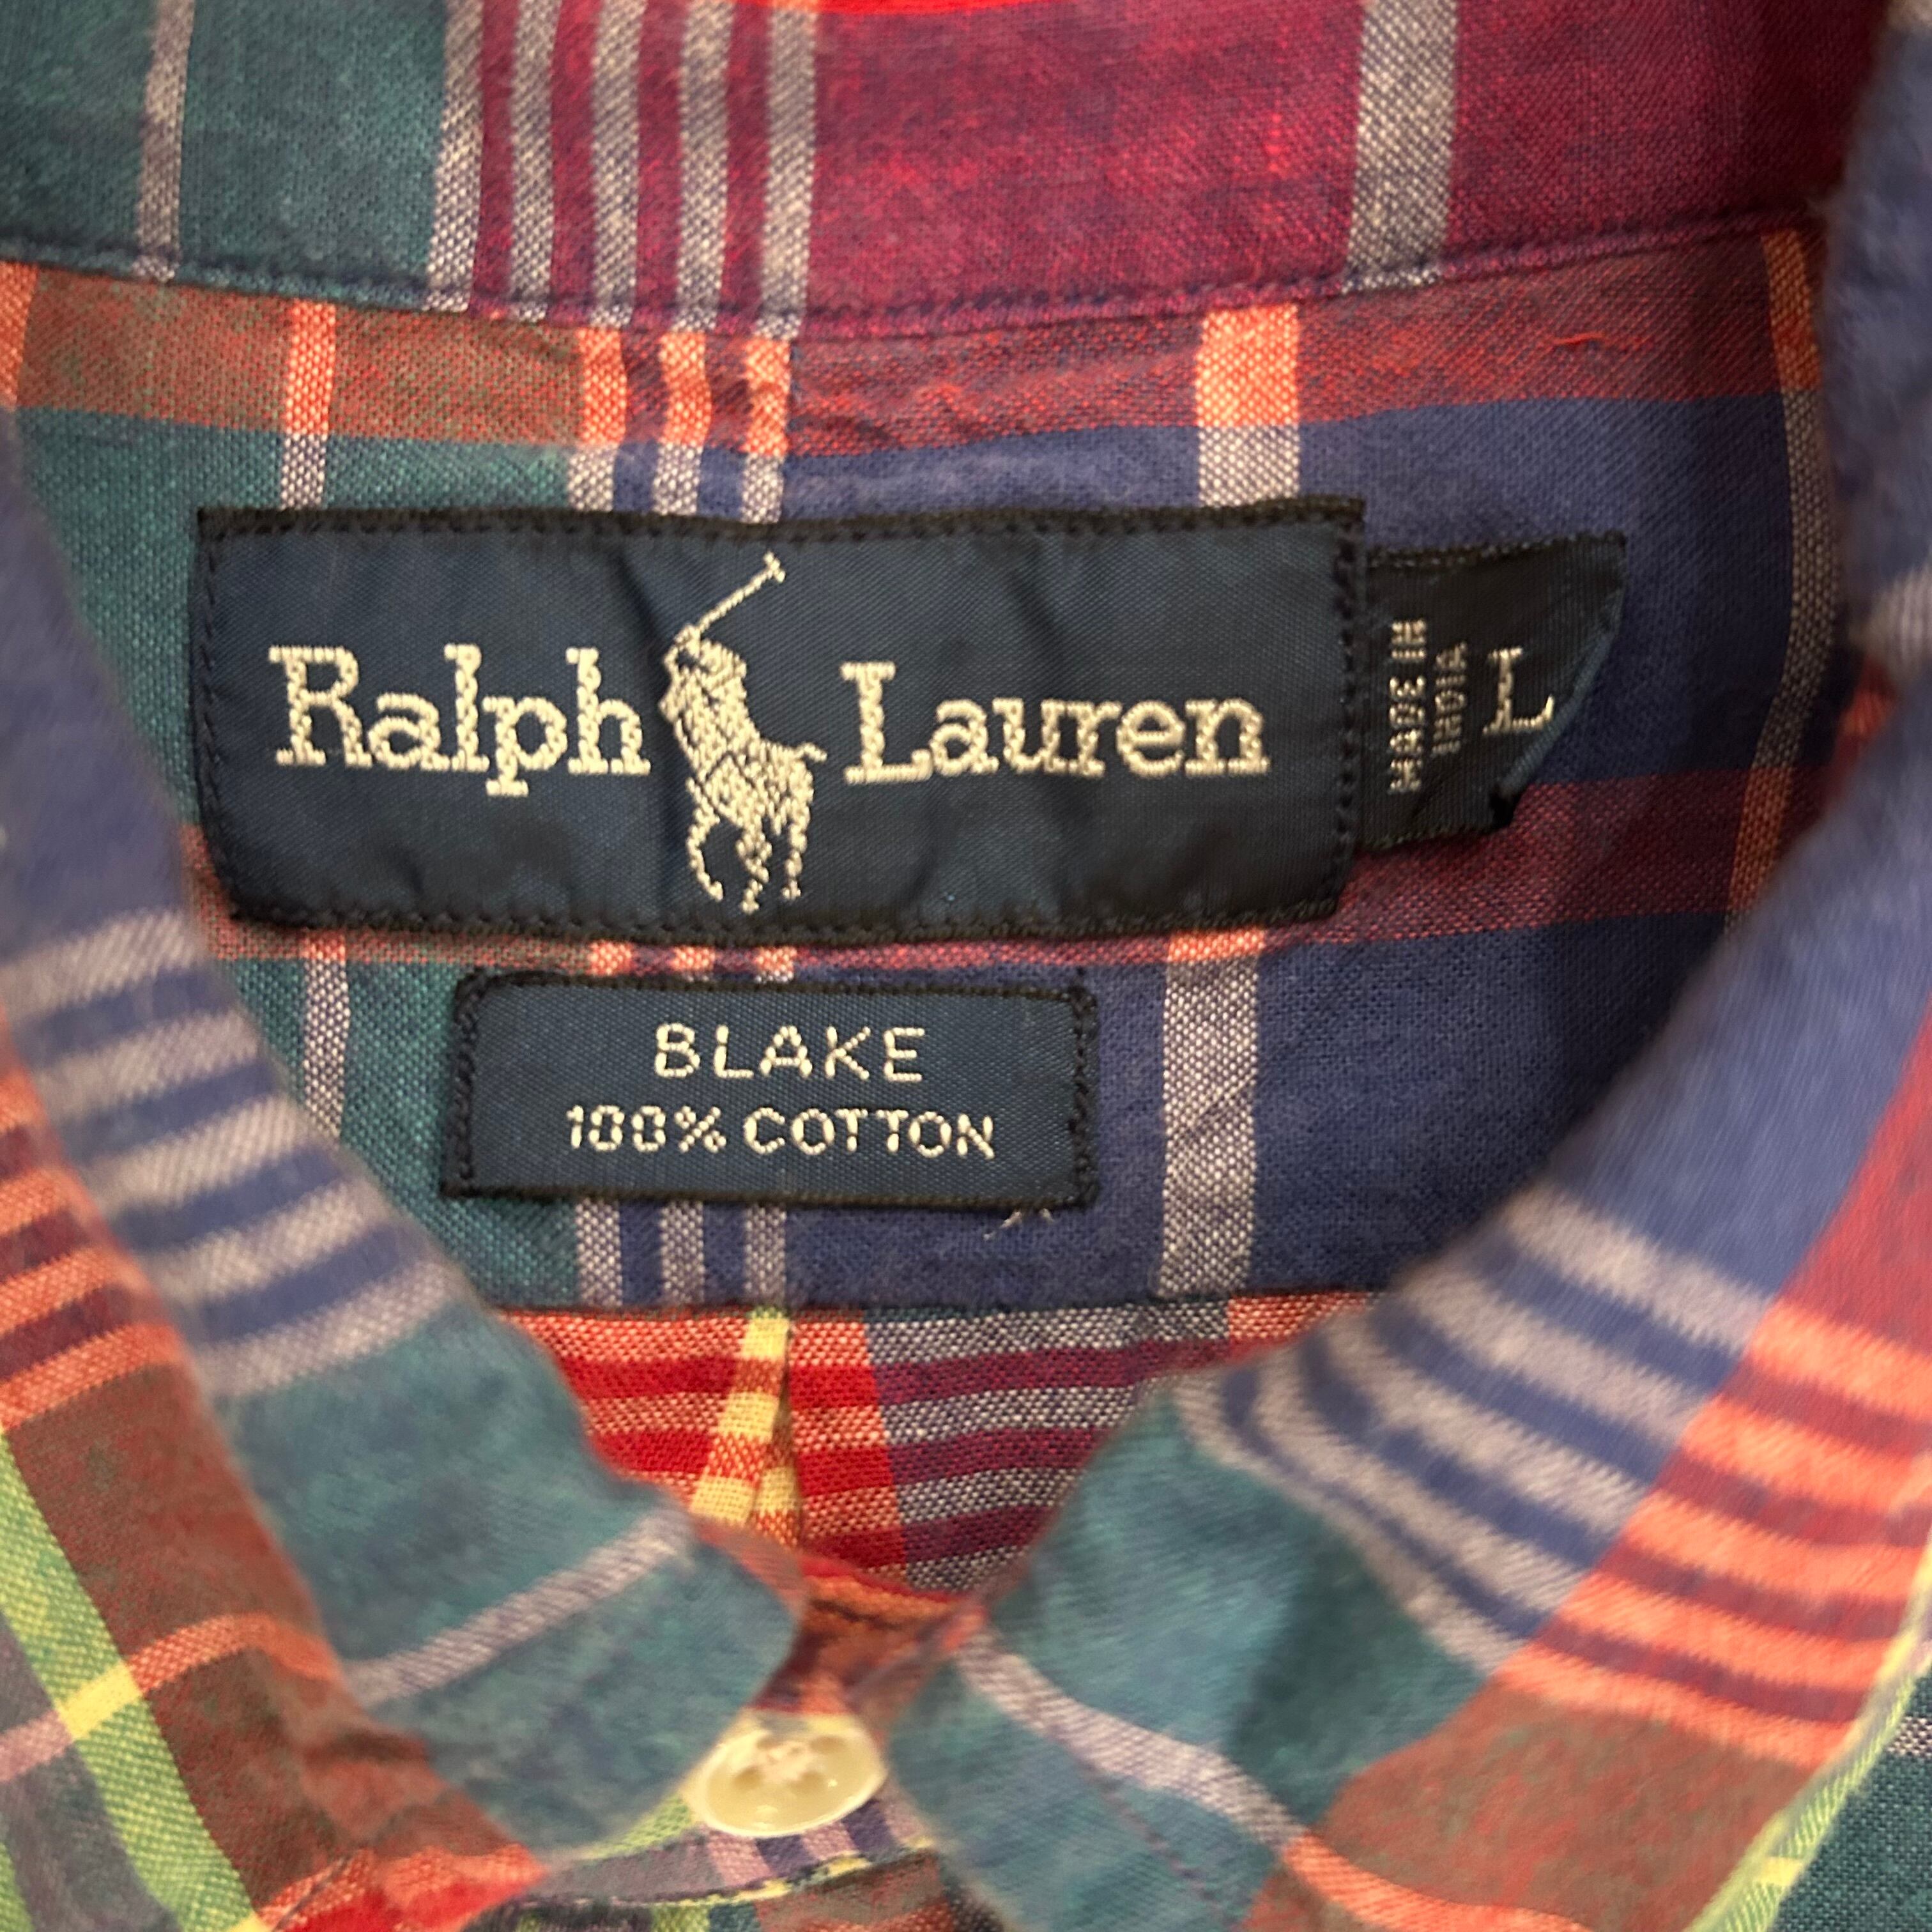 Ralph Lauren
MADE IN
INDIA
L
BLAKE
100% COTTON